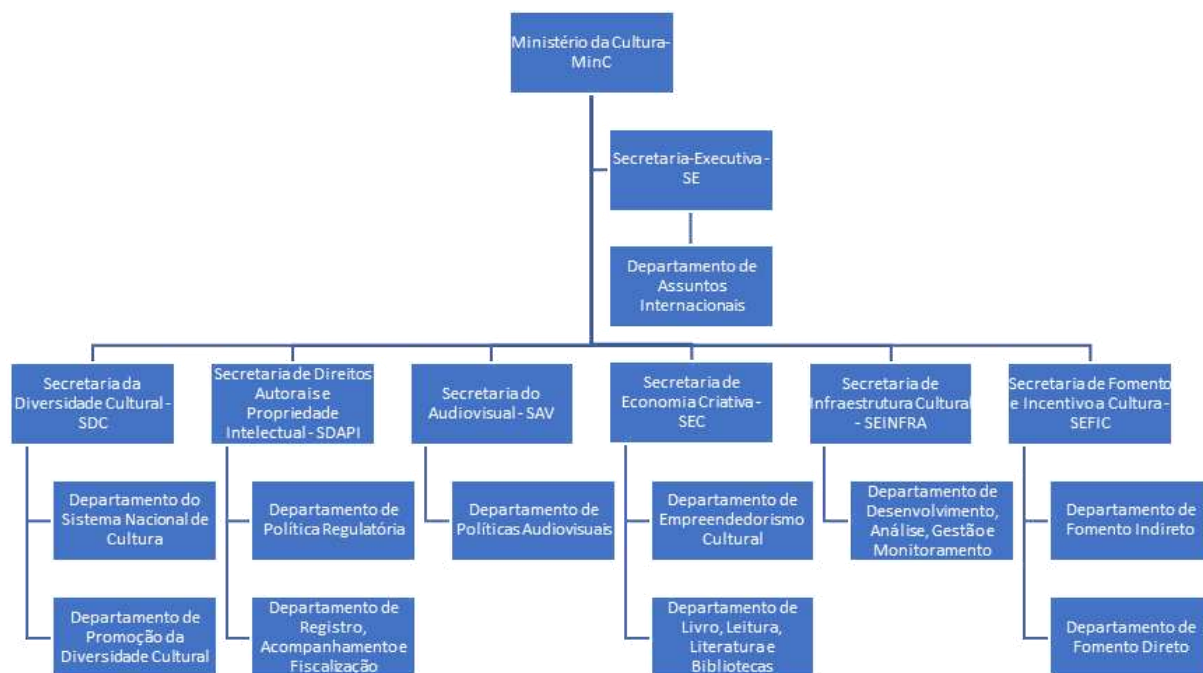 Ministério da Cultura-
MinC
Secretaria-Executiva -
SE
Departamento de
Assuntos
Internacionais
Secretaria da
Diversidade Cultural -
SDC
Secretaria de Direitos
Autorais e
Propriedade
Intelectual - SDAPI
Secretaria do
Audiovisual - SAV
Secretaria de
Economia Criativa -
SEC
Secretaria de
Infraestrutura Cultural
- SEINFRA
Secretaria de Fomento
e Incentivo a Cultura -
SEFIC
Departamento do
Sistema Nacional de
Cultura
Departamento de
Política Regulatória
Departamento de
Políticas Audiovisuais
Departamento de
Empreendedorismo
Cultural
Departamento de
Desenvolvimento,
Análise, Gestão e
Monitoramento
Departamento de
Fomento Indireto
Departamento de
Promoção da
Diversidade Cultural
Departamento de
Registro,
Acompanhamento e
Fiscalização
Departamento de
Livro, Leitura,
Literatura e
Bibliotecas
Departamento de
Fomento Direto